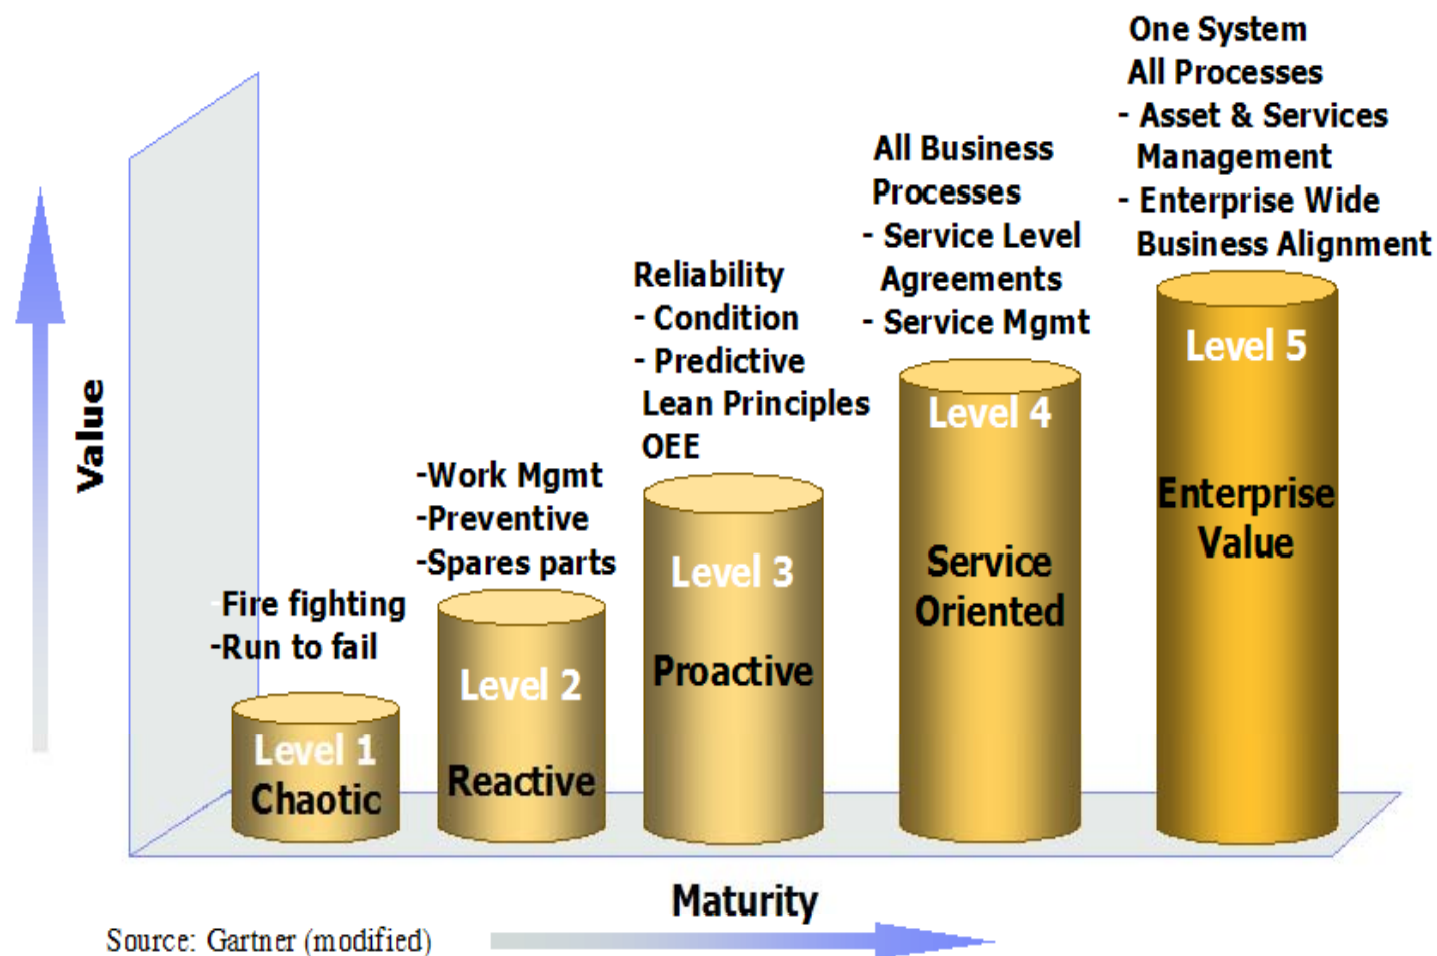 One System
All Processes
- Asset & Services
Management
- Enterprise Wide
Business Alignment
All Business
Processes
- Service Level
Agreements
- Service Mgmt
Reliability
- Condition
- Predictive
Lean Principles
OEE
-Work Mgmt
-Preventive
-Spares parts
-Fire fighting
-Run to fail
Value
Level 1
Chaotic
Level 2
Reactive
Level 3
Proactive
Level 4
Service
Oriented
Level 5
Enterprise
Value
Maturity
Source: Gartner (modified)